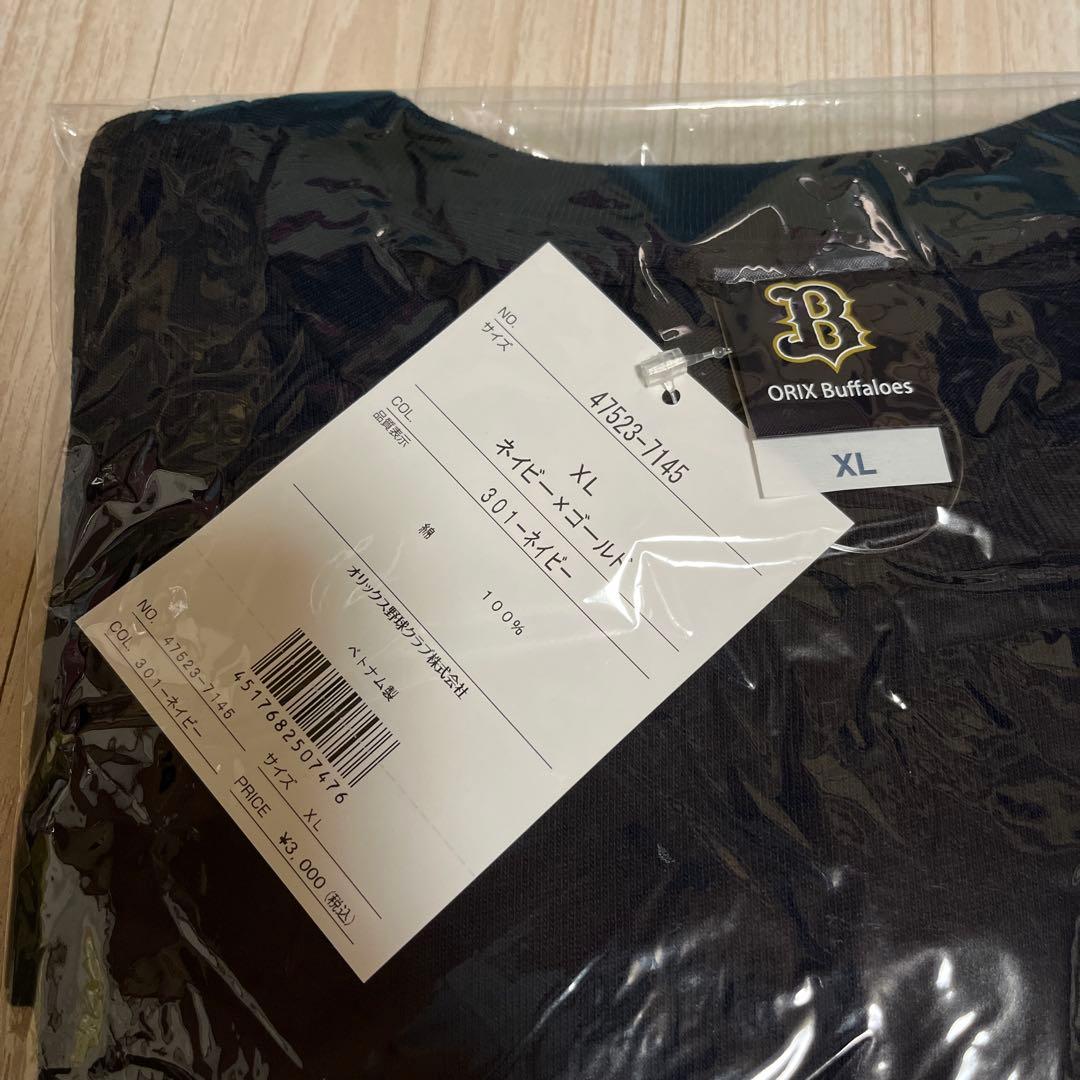 NO. 47523-7145
サイズ XL
ネイビー×ゴールド
COL. 301-ネイビー
品質表示
綿 100%
オリックス野球クラブ株式会社
ベトナム製
4517682507476
NO. 47523-7145 サイズ XL
COL. 301-ネイビー PRICE ¥3,000 (税込)
B
ORIX Buffaloes
XL